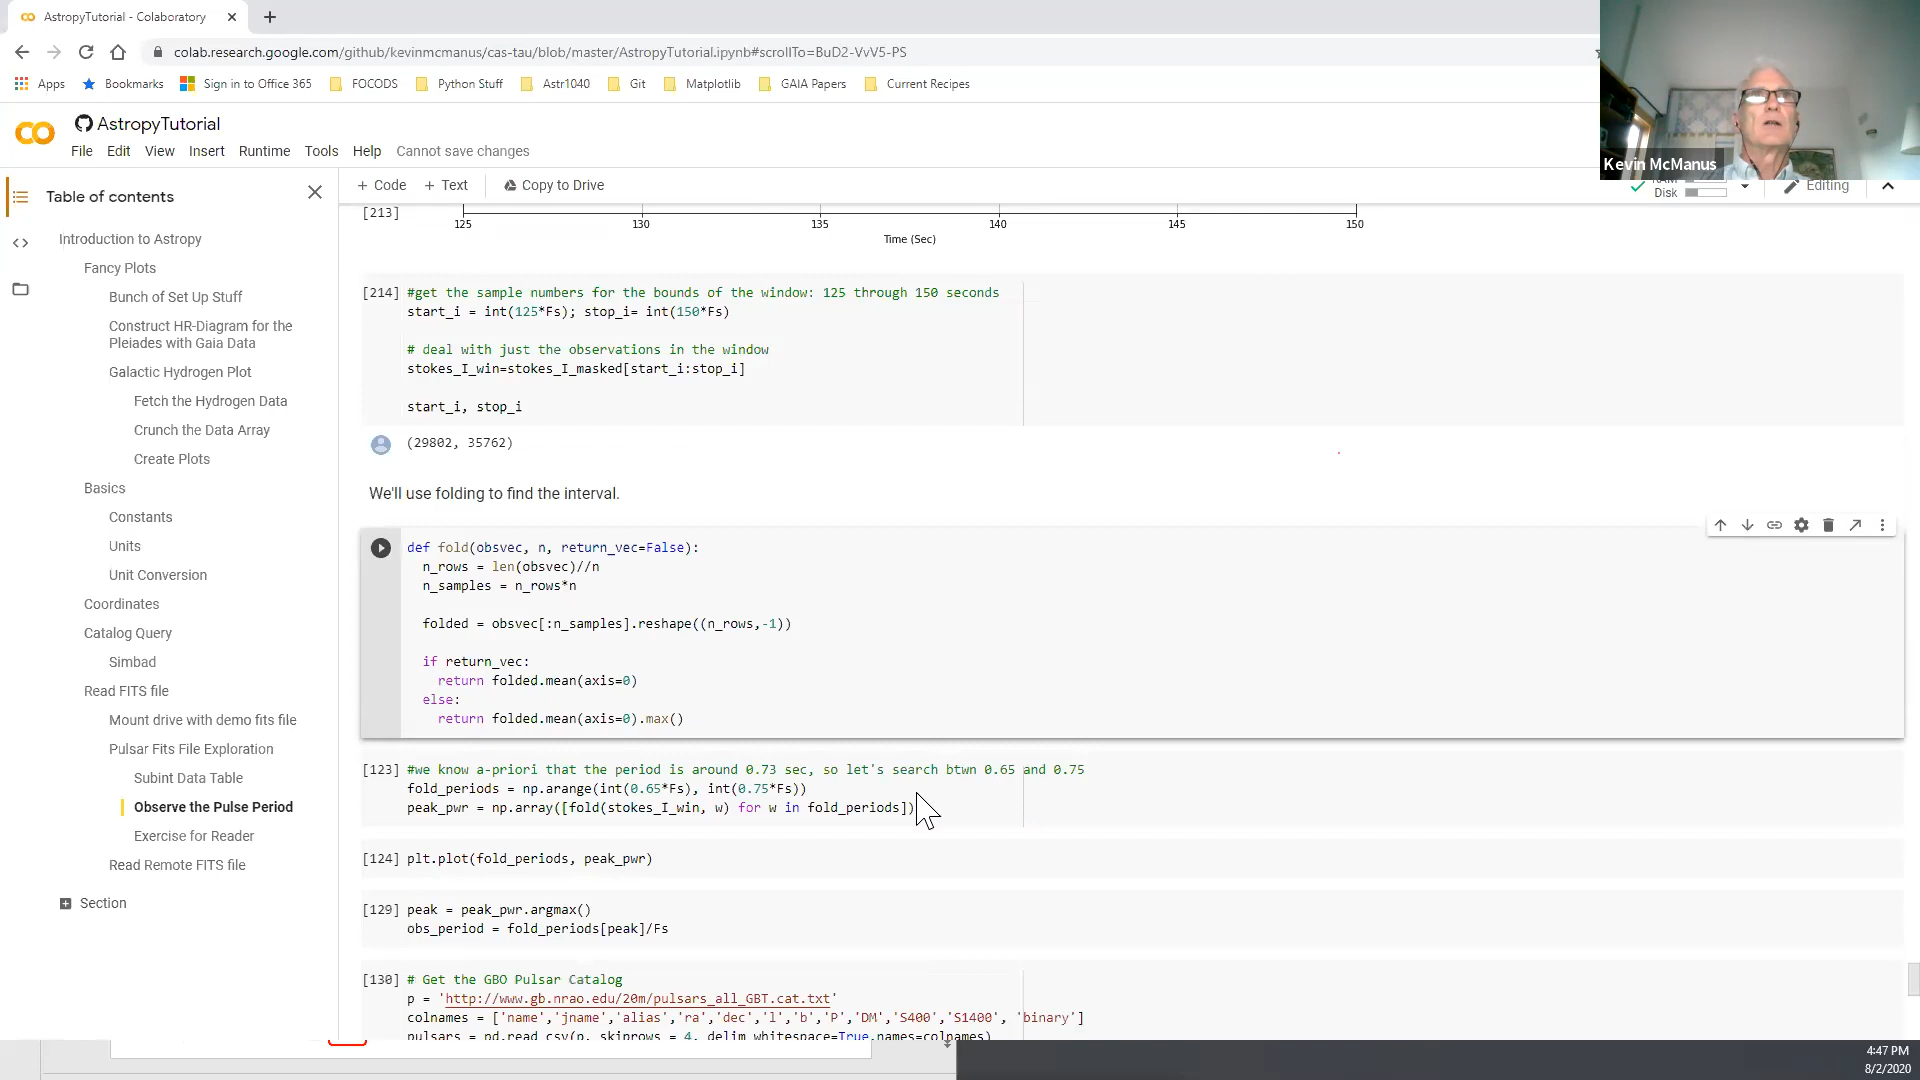 AstropyTutorial - Colaboratory
colab.research.google.com/github/kevinmcmanus/cas-tau/blob/master/AstropyTutorial.ipynb#scrollTo=BuD2-VvV5-PS
Apps Bookmarks Sign in to Office 365 FOCODS Python Stuff Astr1040 Git Matplotlib GAIA Papers Current Recipes
Kevin McManus
AstropyTutorial
File Edit View Insert Runtime Tools Help Cannot save changes
+ Code + Text Copy to Drive
RAM
Disk
Editing
Table of contents
Introduction to Astropy
Fancy Plots
Bunch of Set Up Stuff
Construct HR-Diagram for the
Pleiades with Gaia Data
Galactic Hydrogen Plot
Fetch the Hydrogen Data
Crunch the Data Array
Create Plots
Basics
Constants
Units
Unit Conversion
Coordinates
Catalog Query
Simbad
Read FITS file
Mount drive with demo fits file
Pulsar Fits File Exploration
Subint Data Table
Observe the Pulse Period
Exercise for Reader
Read Remote FITS file
Section
[213]
125 130 135 140 145 150
Time (Sec)
[214] #get the sample numbers for the bounds of the window: 125 through 150 seconds
start_i = int(125*Fs); stop_i= int(150*Fs)
# deal with just the observations in the window
stokes_I_win=stokes_I_masked[start_i:stop_i]
start_i, stop_i
(29802, 35762)
We'll use folding to find the interval.
def fold(obsvec, n, return_vec=False):
n_rows = len(obsvec)//n
n_samples = n_rows*n
folded = obsvec[:n_samples].reshape((n_rows,-1))
if return_vec:
return folded.mean(axis=0)
else:
return folded.mean(axis=0).max()
[123] #we know a-priori that the period is around 0.73 sec, so let's search btwn 0.65 and 0.75
fold_periods = np.arange(int(0.65*Fs), int(0.75*Fs))
peak_pwr = np.array([fold(stokes_I_win, w) for w in fold_periods])
[124] plt.plot(fold_periods, peak_pwr)
[129] peak = peak_pwr.argmax()
obs_period = fold_periods[peak]/Fs
[130] # Get the GBO Pulsar Catalog
p = 'http://www.gb.nrao.edu/20m/pulsars_all_GBT.cat.txt'
colnames = ['name','jname','alias','ra','dec','l','b','P','DM','S400','S1400', 'binary']
pulsars = pd.read_csv(p, skiprows = 4, delim_whitespace=True,names=colnames)
4:47 PM
8/2/2020